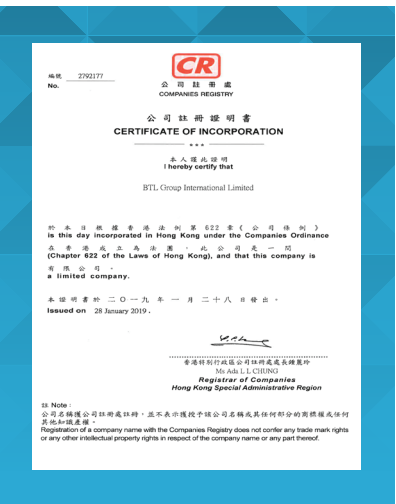 CR
編號 2792177
No.
公司註冊處
COMPANIES REGISTRY
公司註冊證明書
CERTIFICATE OF INCORPORATION
本人謹此證明
I hereby certify that
BTL Group International Limited
於本日根據香港法例第622章《公司條例》
is this day incorporated in Hong Kong under the Companies Ordinance
在香港成立為法團，此公司是一間
(Chapter 622 of the Laws of Hong Kong), and that this company is
有限公司。
a limited company.
本證明書於二〇一九年一月二十八日發出。
Issued on 28 January 2019.
香港特別行政區公司註冊處處長鍾麗玲
Ms Ada L L CHUNG
Registrar of Companies
Hong Kong Special Administrative Region
註 Note:
公司名稱獲公司註冊處註冊，並不表示獲授予該公司名稱或其任何部分的商標權或任何
其他知識產權。
Registration of a company name with the Companies Registry does not confer any trade mark rights
or any other intellectual property rights in respect of the company name or any part thereof.